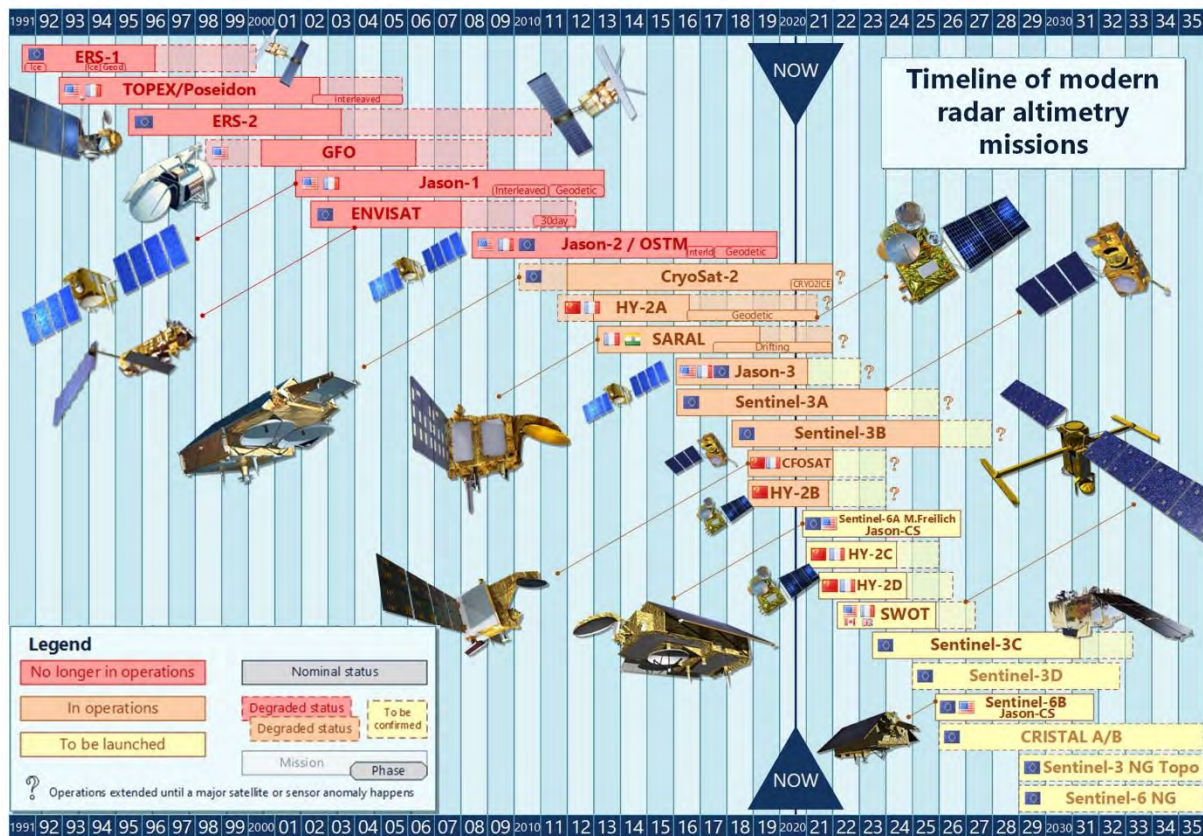 1991 92 93 94 95 96 97 98 99 2000 01 02 03 04 05 06 07 08 09 2010 11 12 13 14 15 16 17 18 19 2020 21 22 23 24 25 26 27 28 29 2030 31 32 33 34 35
NOW
Timeline of modern
radar altimetry
missions
ERS-1
Ice
Ice
Geod
TOPEX/Poseidon
Interleaved
ERS-2
GFO
Jason-1
Interleaved
Geodetic
ENVISAT
30day
Jason-2 / OSTM
Interld
Geodetic
CryoSat-2
CRYO2ICE
?
HY-2A
Geodetic
?
SARAL
Drifting
?
Jason-3
?
Sentinel-3A
?
Sentinel-3B
?
CFOSAT
?
HY-2B
?
Sentinel-6A M.Freilich
Jason-CS
HY-2C
HY-2D
SWOT
Sentinel-3C
Sentinel-3D
Sentinel-6B
Jason-CS
CRISTAL A/B
Sentinel-3 NG Topo
Sentinel-6 NG
NOW
Legend
No longer in operations
In operations
To be launched
Nominal status
Degraded status
Degraded status
To be
confirmed
Mission
Phase
? Operations extended until a major satellite or sensor anomaly happens
1991 92 93 94 95 96 97 98 99 2000 01 02 03 04 05 06 07 08 09 2010 11 12 13 14 15 16 17 18 19 2020 21 22 23 24 25 26 27 28 29 2030 31 32 33 34 35